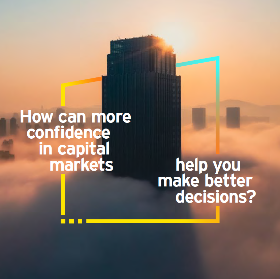 How can more
confidence
in capital
markets
help you
make better
decisions?